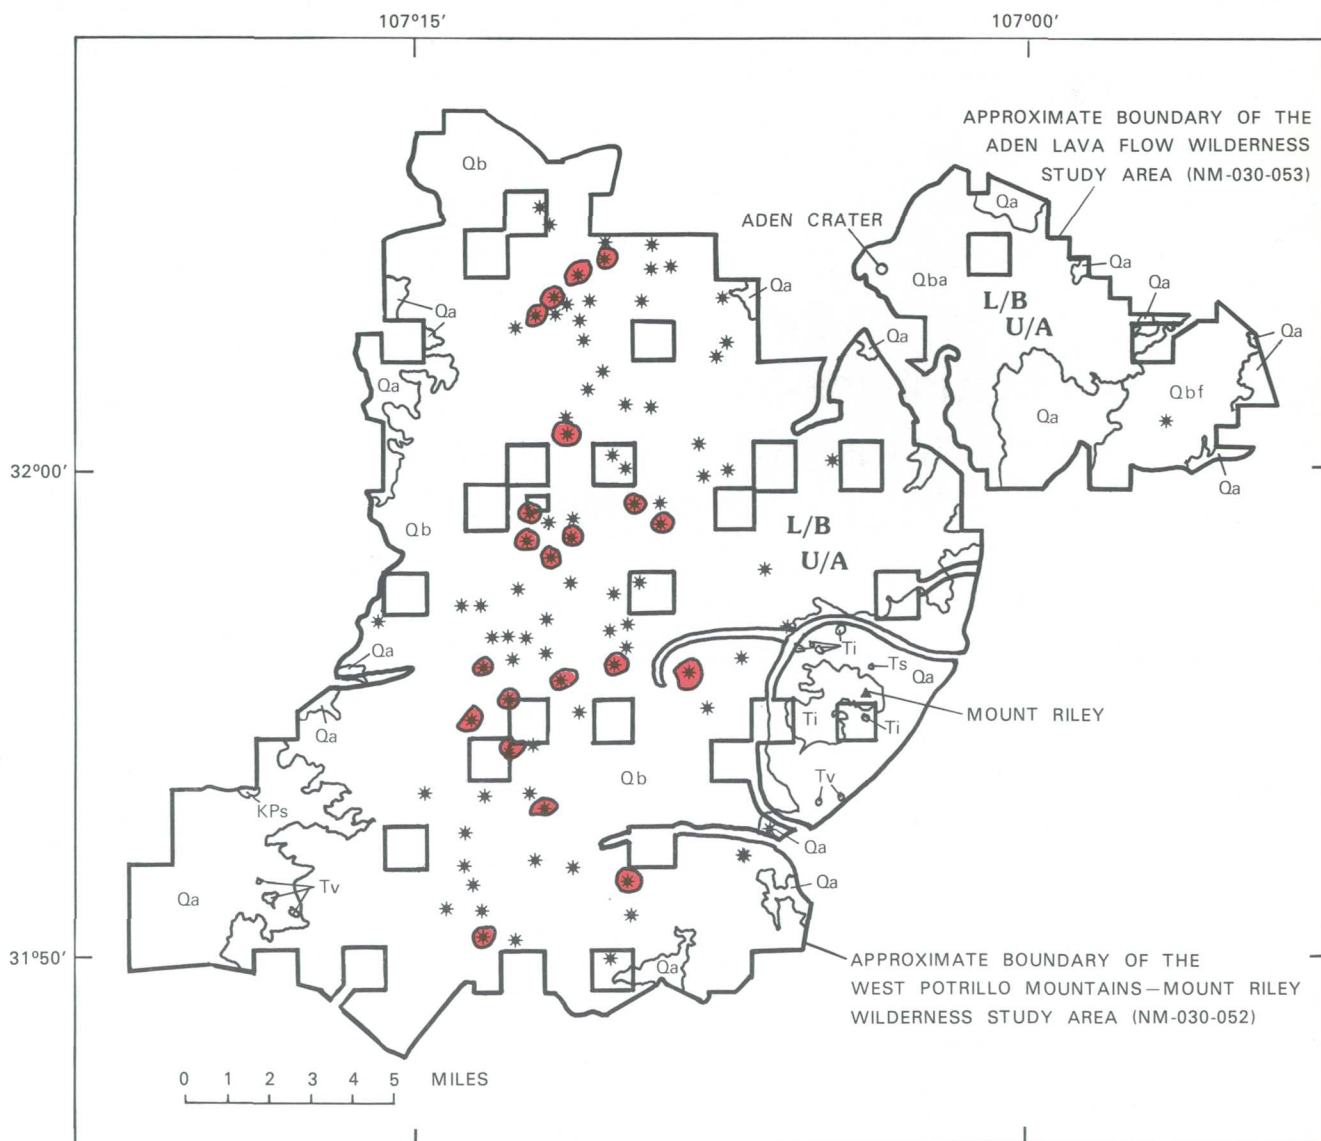 107°15′
107°00′
APPROXIMATE BOUNDARY OF THE
ADEN LAVA FLOW WILDERNESS
STUDY AREA (NM-030-053)
Qb
Qa
ADEN CRATER
Qa
Qa
Qba
Qa
Qa
L/B
U/A
Qa
Qa
Qa
Qa
Qbf
Qa
32°00′
Qa
Qb
L/B
U/A
Qa
Ti
Ts
Qa
MOUNT RILEY
Qa
Ti
Ti
Qb
Tv
KPs
Qa
Qa
Tv
Qa
31°50′
Qa
APPROXIMATE BOUNDARY OF THE
WEST POTRILLO MOUNTAINS—MOUNT RILEY
WILDERNESS STUDY AREA (NM-030-052)
0 1 2 3 4 5 MILES